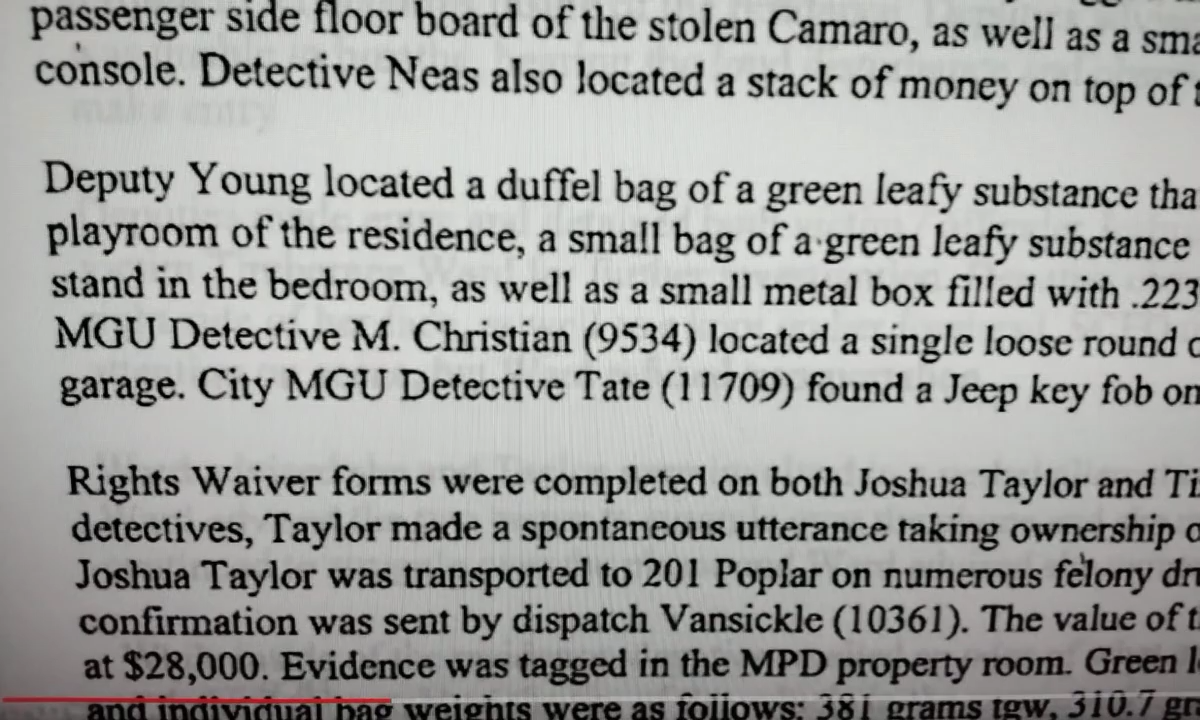 passenger side floor board of the stolen Camaro, as well as a sma
console. Detective Neas also located a stack of money on top of
make entry
Deputy Young located a duffel bag of a green leafy substance tha
playroom of the residence, a small bag of a green leafy substance
stand in the bedroom, as well as a small metal box filled with .223
MGU Detective M. Christian (9534) located a single loose round
garage. City MGU Detective Tate (11709) found a Jeep key fob on
Rights Waiver forms were completed on both Joshua Taylor and Ti
detectives, Taylor made a spontaneous utterance taking ownership
Joshua Taylor was transported to 201 Poplar on numerous felony
confirmation was sent by dispatch Vansickle (10361). The value of
at $28,000. Evidence was tagged in the MPD property room. Green
and individual bag weights were as follows: 381 grams tgw, 310.7